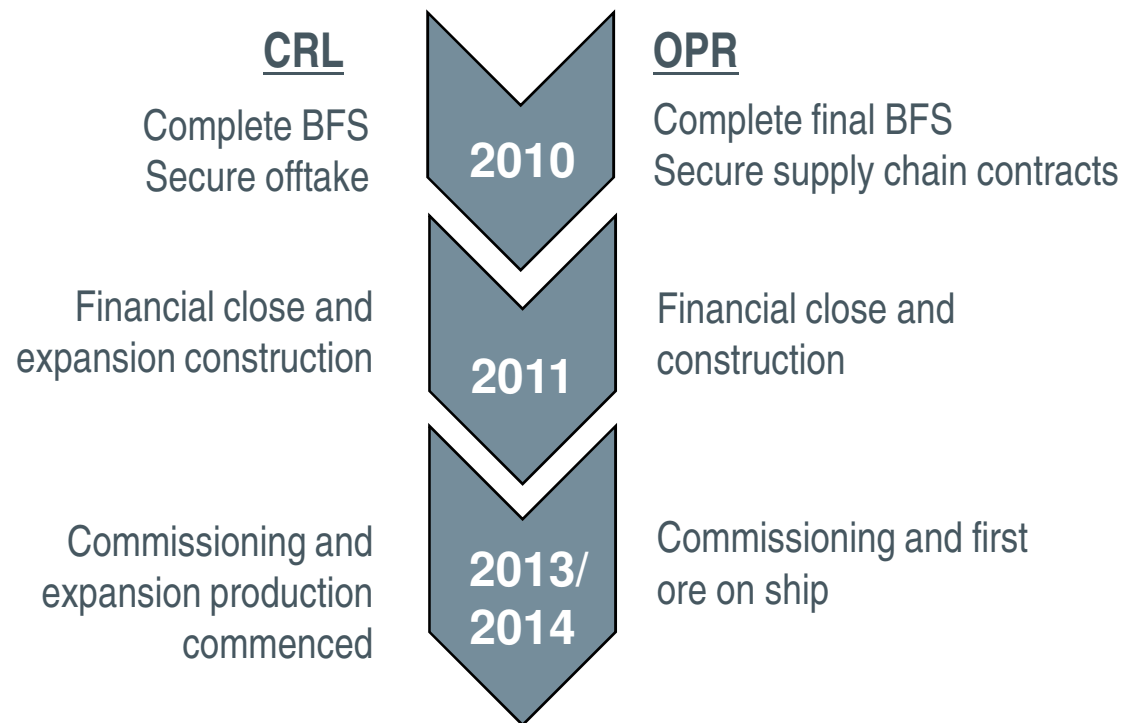 CRL
OPR
Complete BFS
Secure offtake
2010
Complete final BFS
Secure supply chain contracts
Financial close and
expansion construction
2011
Financial close and
construction
Commissioning and
expansion production
commenced
2013/
2014
Commissioning and first
ore on ship